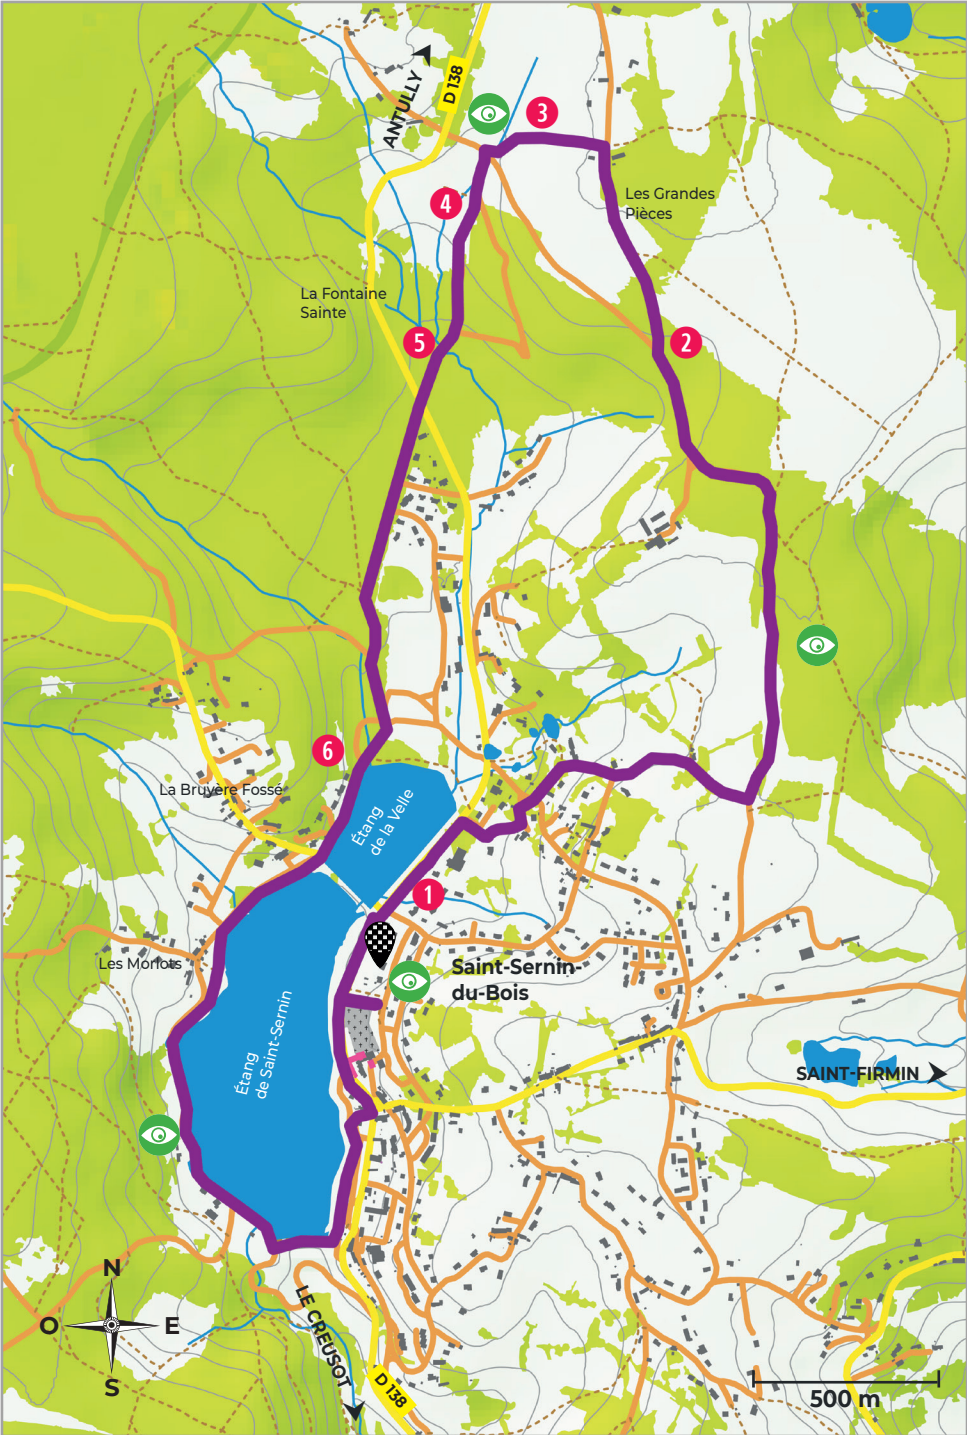 D 138
ANTULLY
3
4
Les Grandes
Pièces
La Fontaine
Sainte
5
2
6
La Bruyère Fossé
Étang
de la Velle
1
Les Morlots
Saint-Sernin-
du-Bois
Étang
de Saint-Sernin
SAINT-FIRMIN
N
O
E
S
LE CREUSOT
D 138
500 m